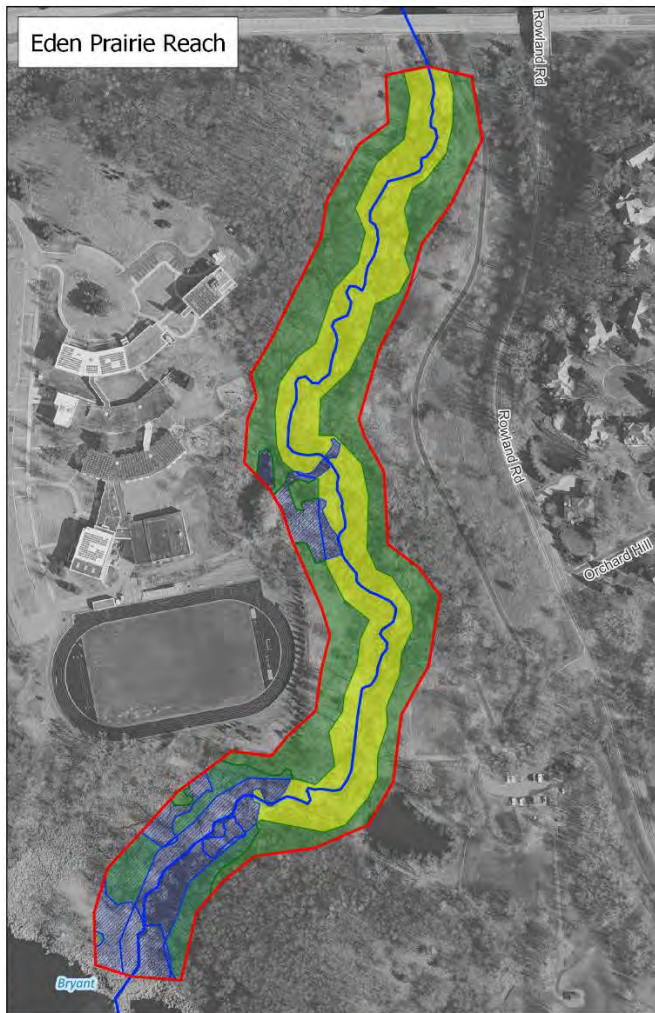 Eden Prairie Reach
Rowland Rd
Rowland Rd
Orchard Hill
Bryant